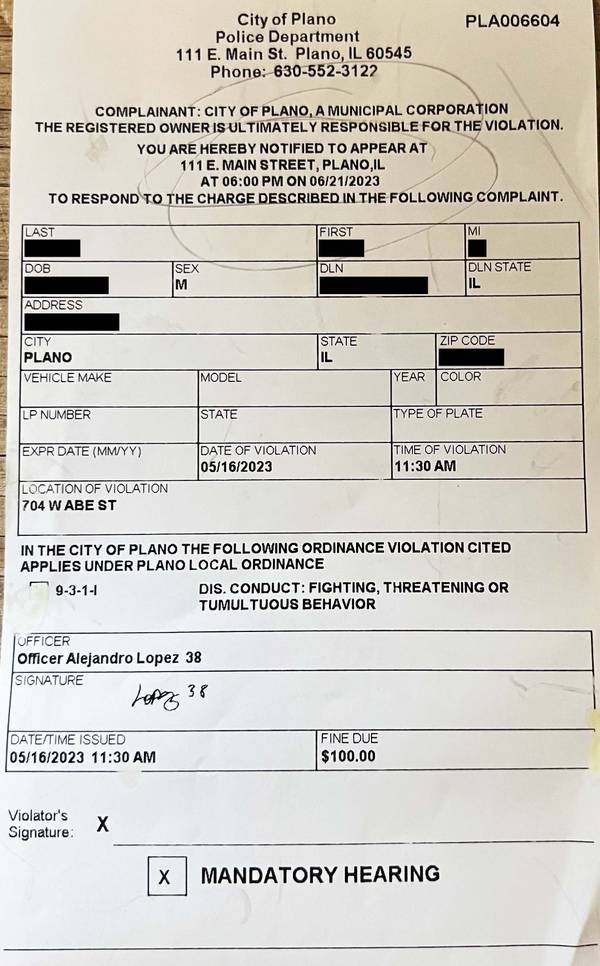 City of Plano
PLA006604
Police Department
111 E. Main St. Plano, IL 60545
Phone: 630-552-3122
COMPLAINANT: CITY OF PLANO, A MUNICIPAL CORPORATION
THE REGISTERED OWNER IS ULTIMATELY RESPONSIBLE FOR THE VIOLATION.
YOU ARE HEREBY NOTIFIED TO APPEAR AT
111 E. MAIN STREET, PLANO,IL
AT 06:00 PM ON 06/21/2023
TO RESPOND TO THE CHARGE DESCRIBED IN THE FOLLOWING COMPLAINT.
LAST FIRST MI
DOB SEX DLN DLN STATE
M IL
ADDRESS
CITY STATE ZIP CODE
PLANO IL
VEHICLE MAKE MODEL YEAR COLOR
LP NUMBER STATE TYPE OF PLATE
EXPR DATE (MM/YY) DATE OF VIOLATION TIME OF VIOLATION
05/16/2023 11:30 AM
LOCATION OF VIOLATION
704 W ABE ST
IN THE CITY OF PLANO THE FOLLOWING ORDINANCE VIOLATION CITED
APPLIES UNDER PLANO LOCAL ORDINANCE
9-3-1-I DIS. CONDUCT: FIGHTING, THREATENING OR
TUMULTUOUS BEHAVIOR
OFFICER
Officer Alejandro Lopez 38
SIGNATURE
Lopez 38
DATE/TIME ISSUED FINE DUE
05/16/2023 11:30 AM $100.00
Violator's
Signature: X
X MANDATORY HEARING